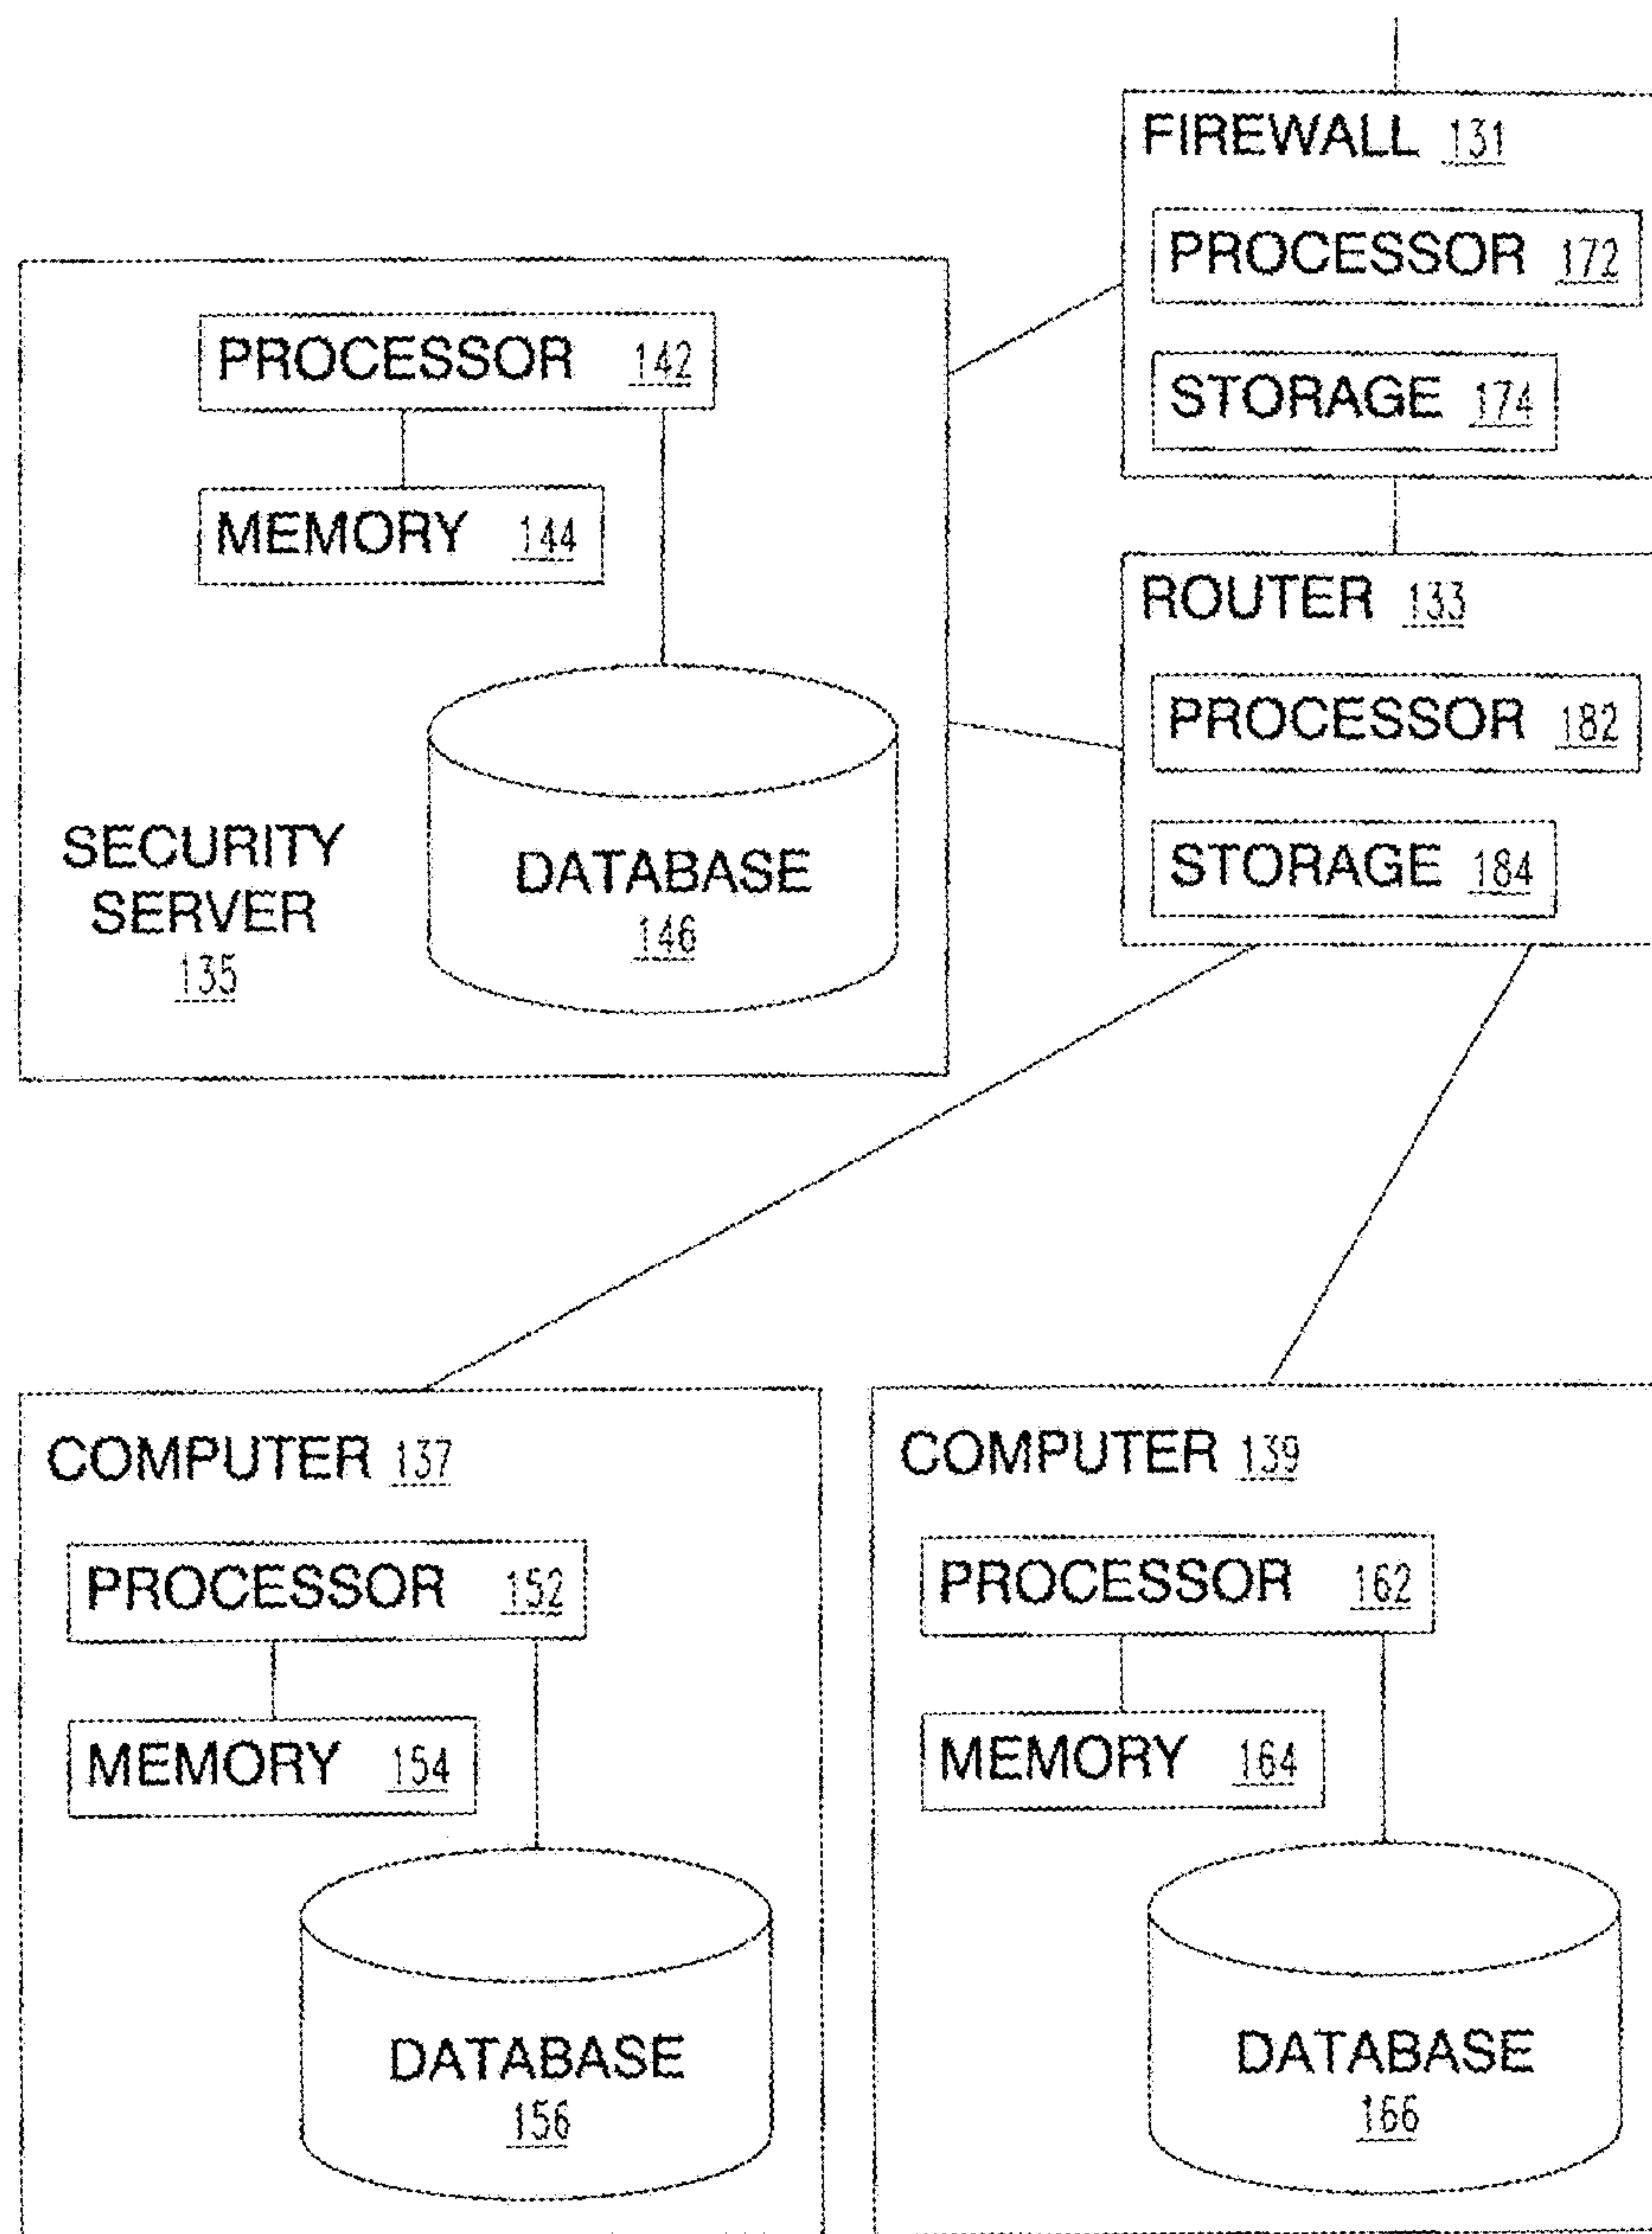 FIREWALL 131
PROCESSOR 172
STORAGE 174
PROCESSOR 142
MEMORY 144
DATABASE
146
SECURITY
SERVER
135
ROUTER 133
PROCESSOR 182
STORAGE 184
COMPUTER 137
PROCESSOR 152
MEMORY 154
DATABASE
156
COMPUTER 139
PROCESSOR 162
MEMORY 164
DATABASE
166